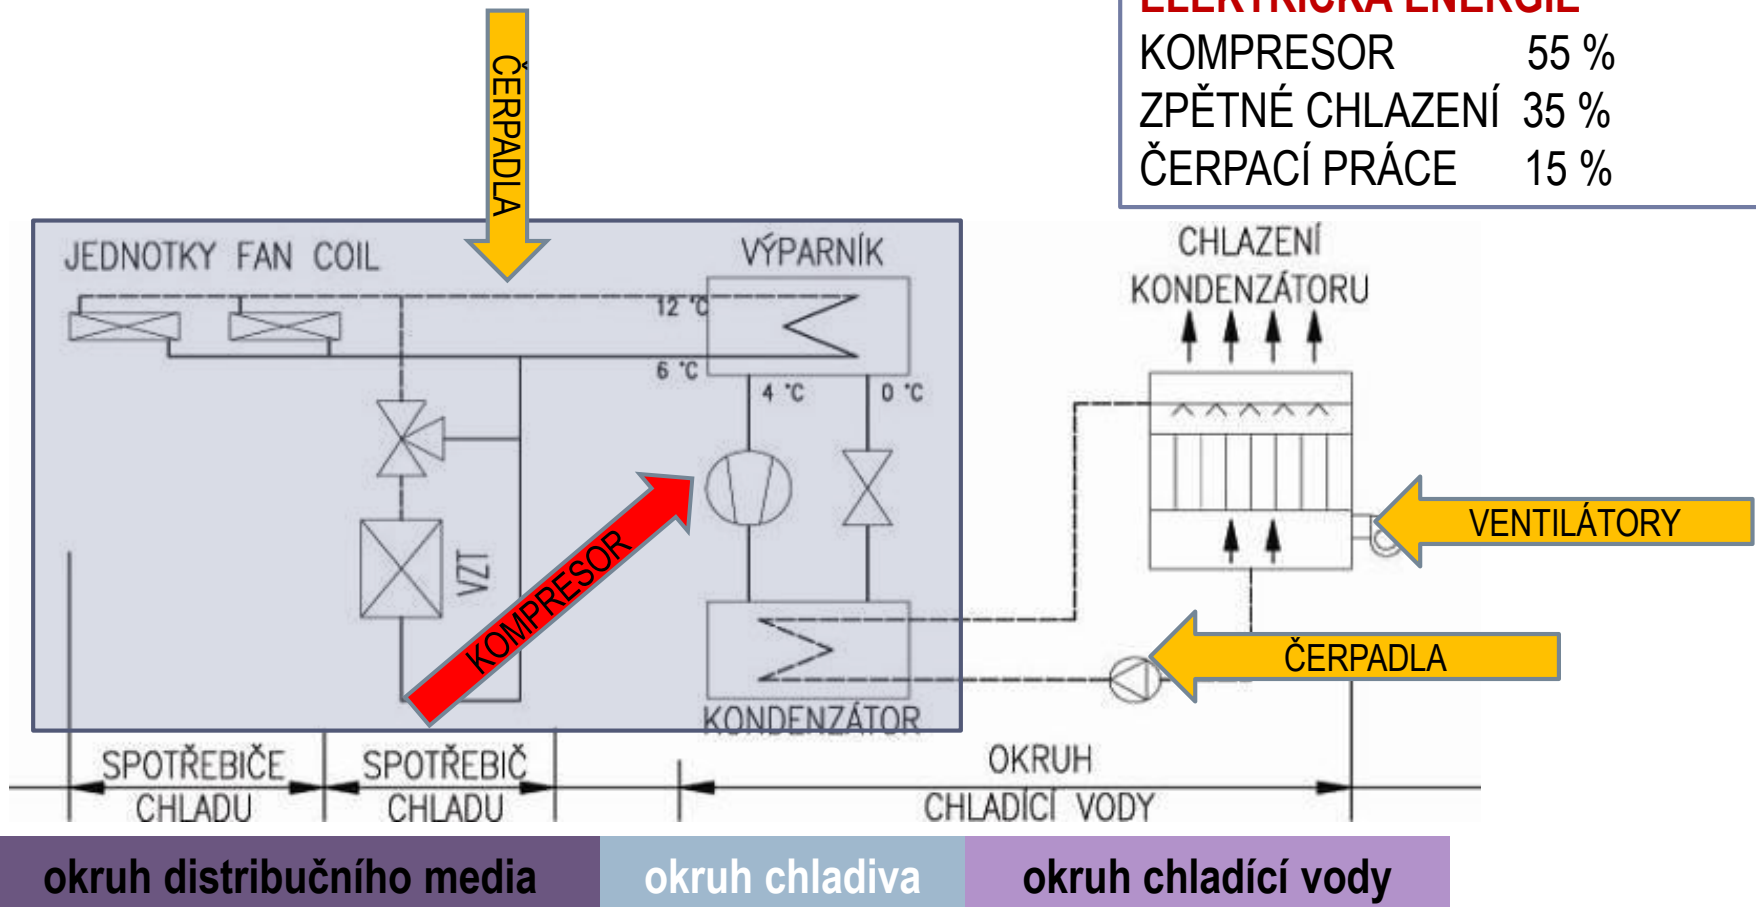 ELEKTRICKÁ ENERGIE
KOMPRESOR 55 %
ZPĚTNÉ CHLAZENÍ 35 %
ČERPACÍ PRÁCE 15 %
ČERPADLA
JEDNOTKY FAN COIL
VÝPARNÍK
CHLAZENÍ
KONDENZÁTORU
12 °C
6 °C
4 °C
0 °C
VZT
KOMPRESOR
VENTILÁTORY
ČERPADLA
KONDENZÁTOR
SPOTŘEBIČE
CHLADU
SPOTŘEBIČ
CHLADU
OKRUH
CHLADÍCÍ VODY
okruh distribučního media
okruh chladiva
okruh chladící vody